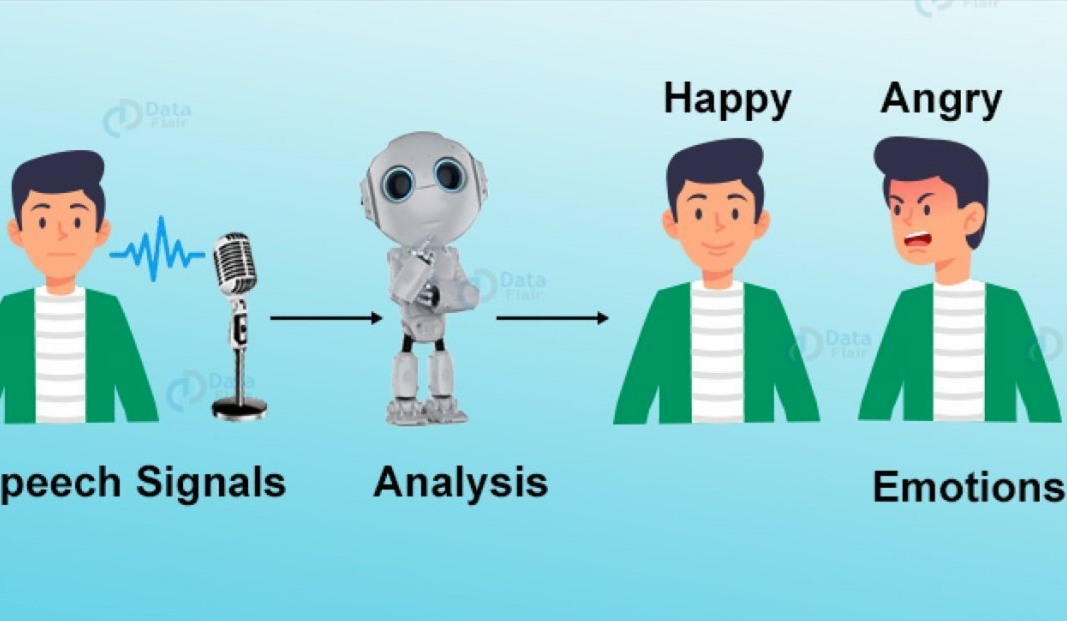 Data
Flair
Happy
Angry
Data
Flair
Data
Flair
Data
Flair
Data
Flair
peech Signals
Analysis
Emotions